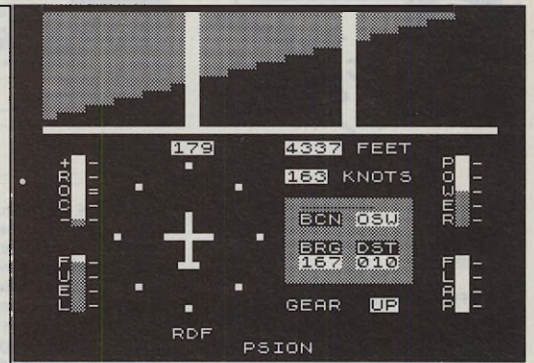 179 4337 FEET
163 KNOTS
+ROC-
POWER
BCN OSW
BRG DST
167 010
FUEL
FLAP
GEAR UP
RDF
PSION